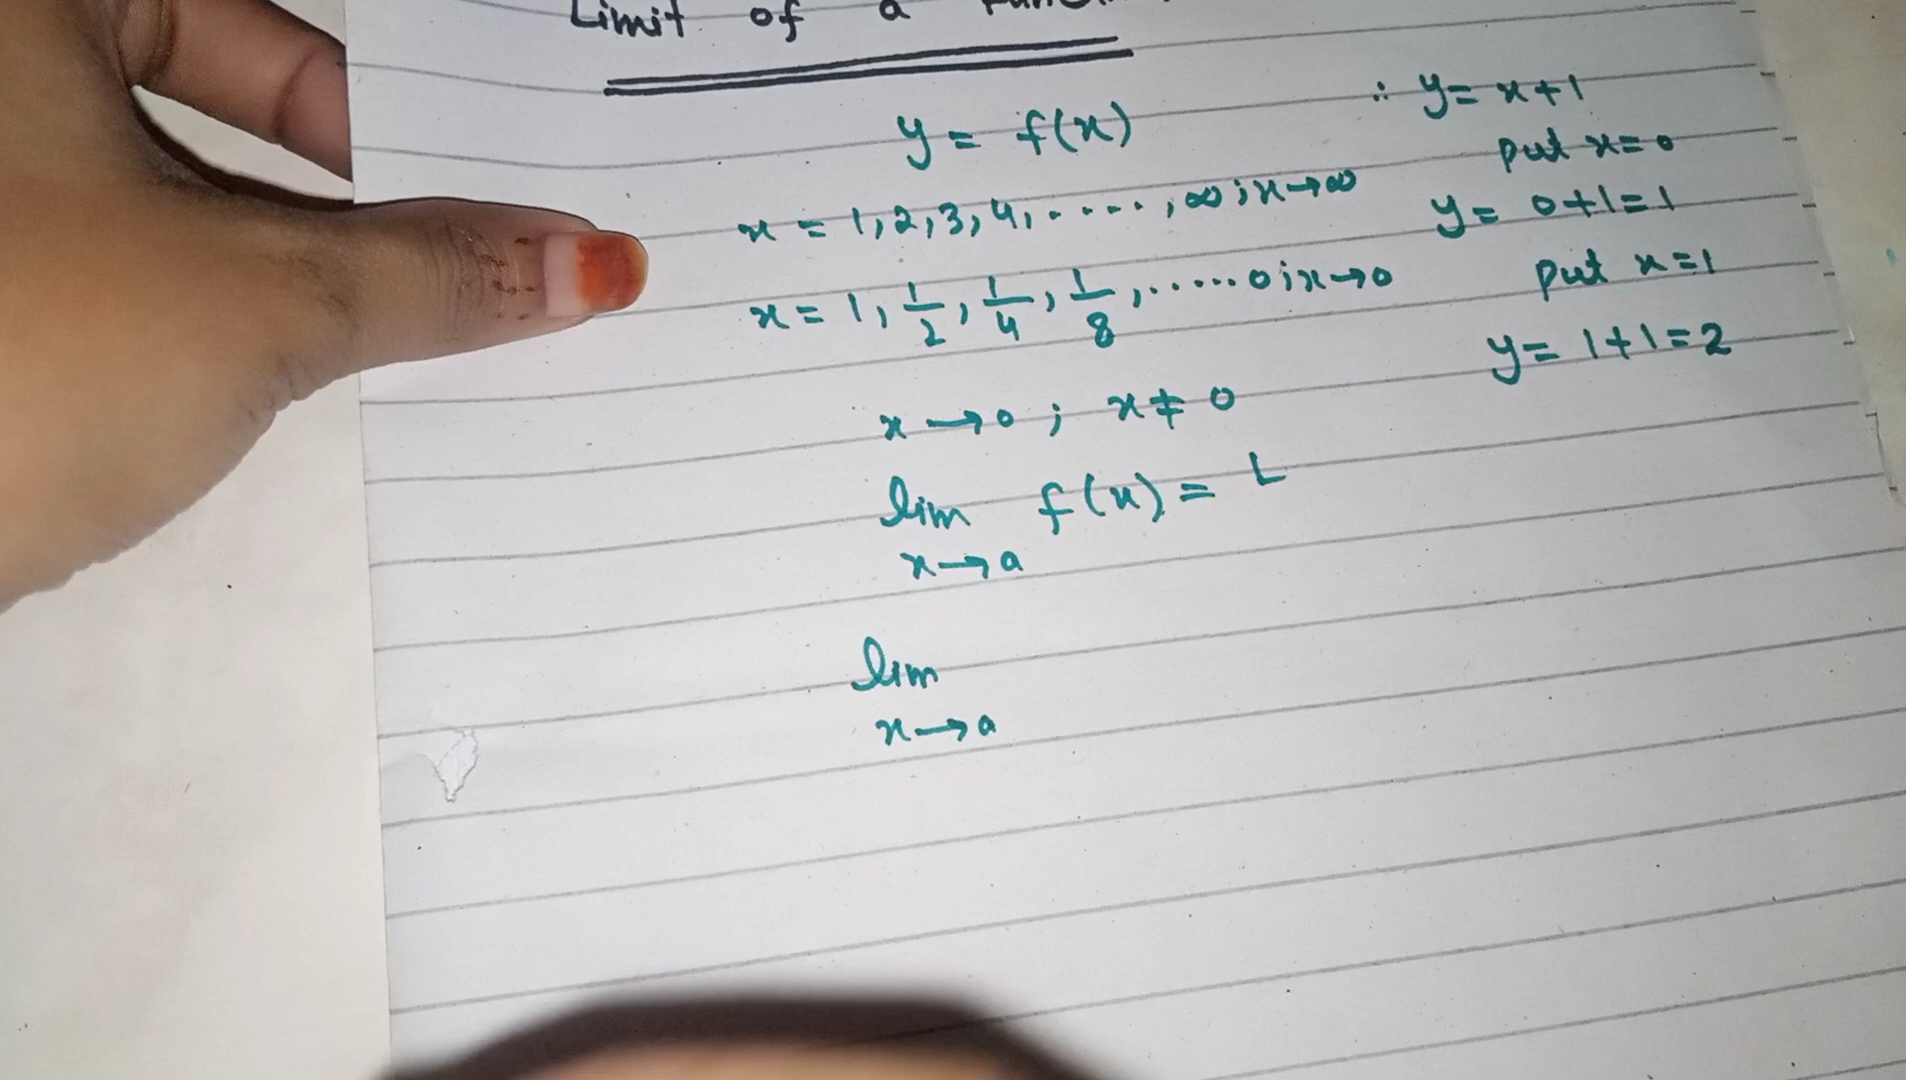 Limit of a
y = f(x)
x = 1, 2, 3, 4, ....., ∞ ; x→∞
x = 1, 1/2, 1/4, 1/8, ...... 0 ; x→0
x → 0 ; x ≠ 0
lim f(x) = L
x→a
lim
x→a
∴ y = x+1
put x = 0
y = 0+1 = 1
put x = 1
y = 1+1 = 2